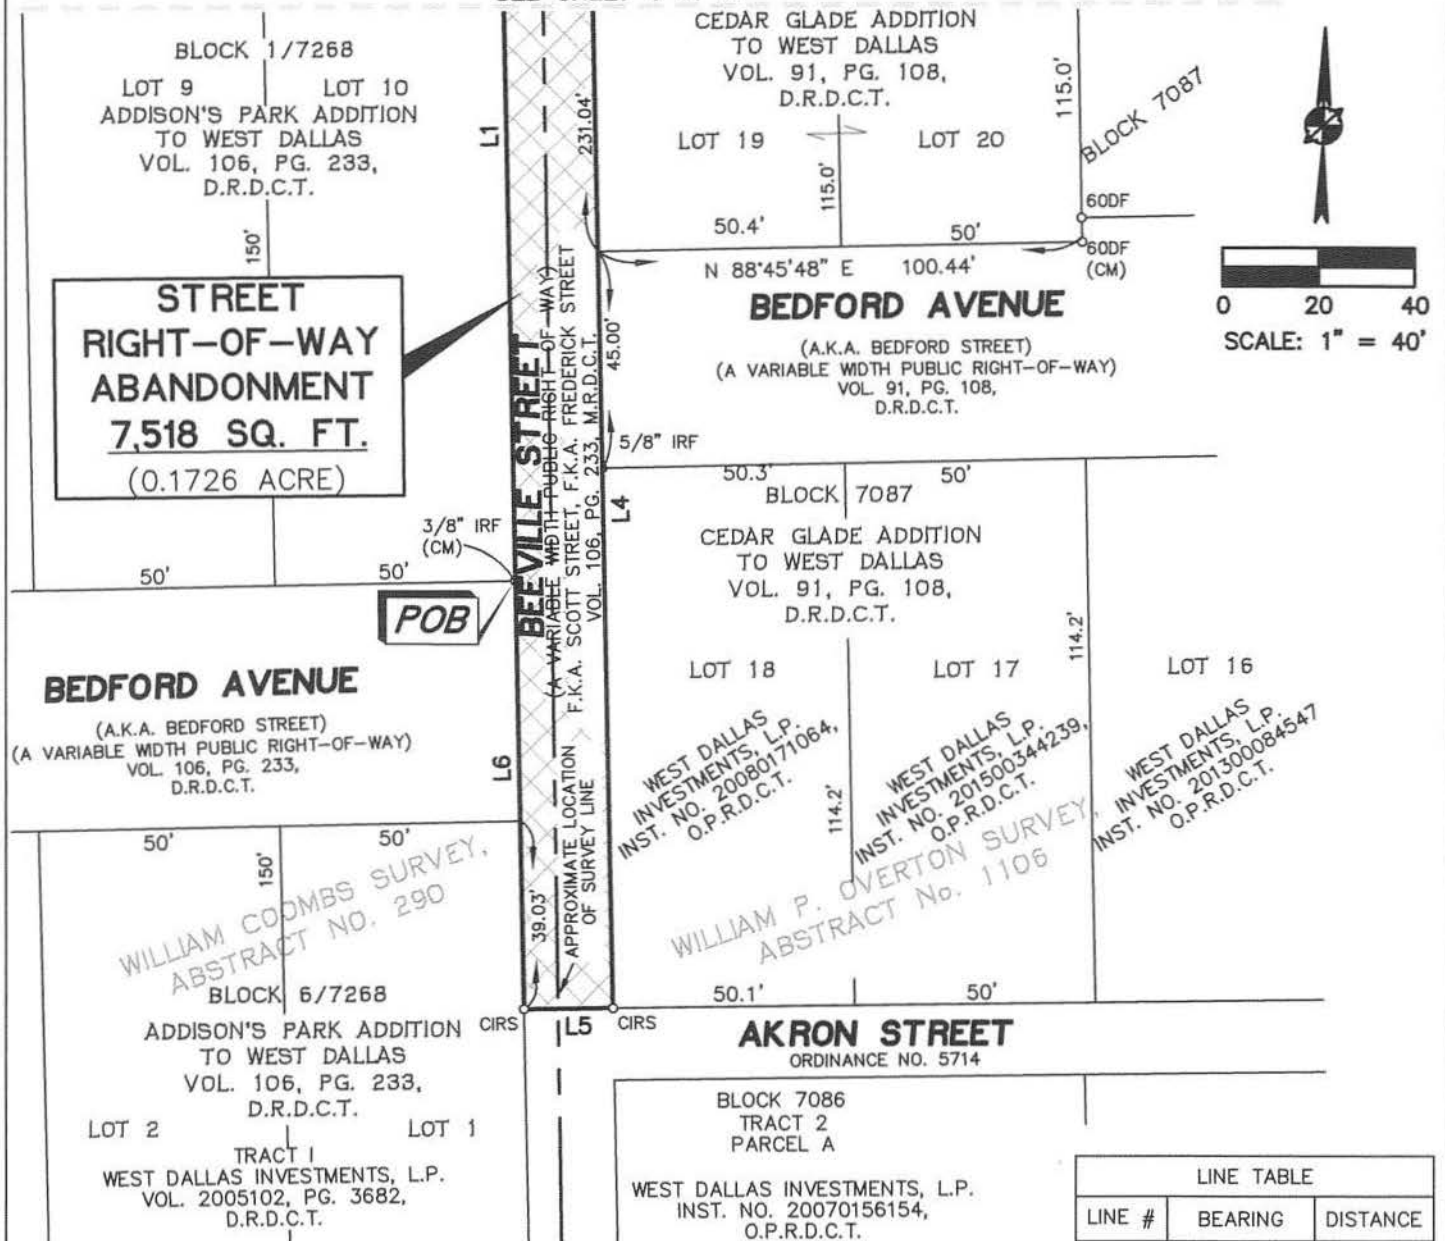 BLOCK 1/7268
LOT 9 LOT 10
ADDISON'S PARK ADDITION
TO WEST DALLAS
VOL. 106, PG. 233,
D.R.D.C.T.
150'
L1
231.04'
CEDAR GLADE ADDITION
TO WEST DALLAS
VOL. 91, PG. 108,
D.R.D.C.T.
LOT 19 LOT 20
115.0'
115.0'
BLOCK 7087
60DF
60DF
(CM)
50.4' 50'
N 88°45'48" E 100.44'
0 20 40
SCALE: 1" = 40'
STREET
RIGHT-OF-WAY
ABANDONMENT
7,518 SQ. FT.
(0.1726 ACRE)
BEDFORD AVENUE
(A.K.A. BEDFORD STREET)
(A VARIABLE WIDTH PUBLIC RIGHT-OF-WAY)
VOL. 91, PG. 108,
D.R.D.C.T.
BEEVILLE STREET
(A VARIABLE WIDTH PUBLIC RIGHT-OF-WAY)
F.K.A. SCOTT STREET, F.K.A. FREDERICK STREET
VOL. 106, PG. 233, M.R.D.C.T.
45.00'
5/8" IRF
L4
3/8" IRF
(CM)
50' 50'
POB
50.3' 50'
BLOCK 7087
CEDAR GLADE ADDITION
TO WEST DALLAS
VOL. 91, PG. 108,
D.R.D.C.T.
114.2'
114.2'
LOT 18 LOT 17 LOT 16
WEST DALLAS
INVESTMENTS, L.P.
INST. NO. 20080171064,
O.P.R.D.C.T.
WEST DALLAS
INVESTMENTS, L.P.
INST. NO. 201500344239,
O.P.R.D.C.T.
WEST DALLAS
INVESTMENTS, L.P.
INST. NO. 201300084547
O.P.R.D.C.T.
BEDFORD AVENUE
(A.K.A. BEDFORD STREET)
(A VARIABLE WIDTH PUBLIC RIGHT-OF-WAY)
VOL. 106, PG. 233,
D.R.D.C.T.
L6
APPROXIMATE LOCATION
OF SURVEY LINE
39.03'
50' 50'
150'
WILLIAM COOMBS SURVEY,
ABSTRACT NO. 290
WILLIAM P. OVERTON SURVEY,
ABSTRACT No. 1106
BLOCK 6/7268
ADDISON'S PARK ADDITION
TO WEST DALLAS
VOL. 106, PG. 233,
D.R.D.C.T.
LOT 2 LOT 1
TRACT I
WEST DALLAS INVESTMENTS, L.P.
VOL. 2005102, PG. 3682,
D.R.D.C.T.
CIRS L5 CIRS
50.1' 50'
AKRON STREET
ORDINANCE NO. 5714
BLOCK 7086
TRACT 2
PARCEL A
WEST DALLAS INVESTMENTS, L.P.
INST. NO. 20070156154,
O.P.R.D.C.T.
LINE TABLE
LINE # BEARING DISTANCE